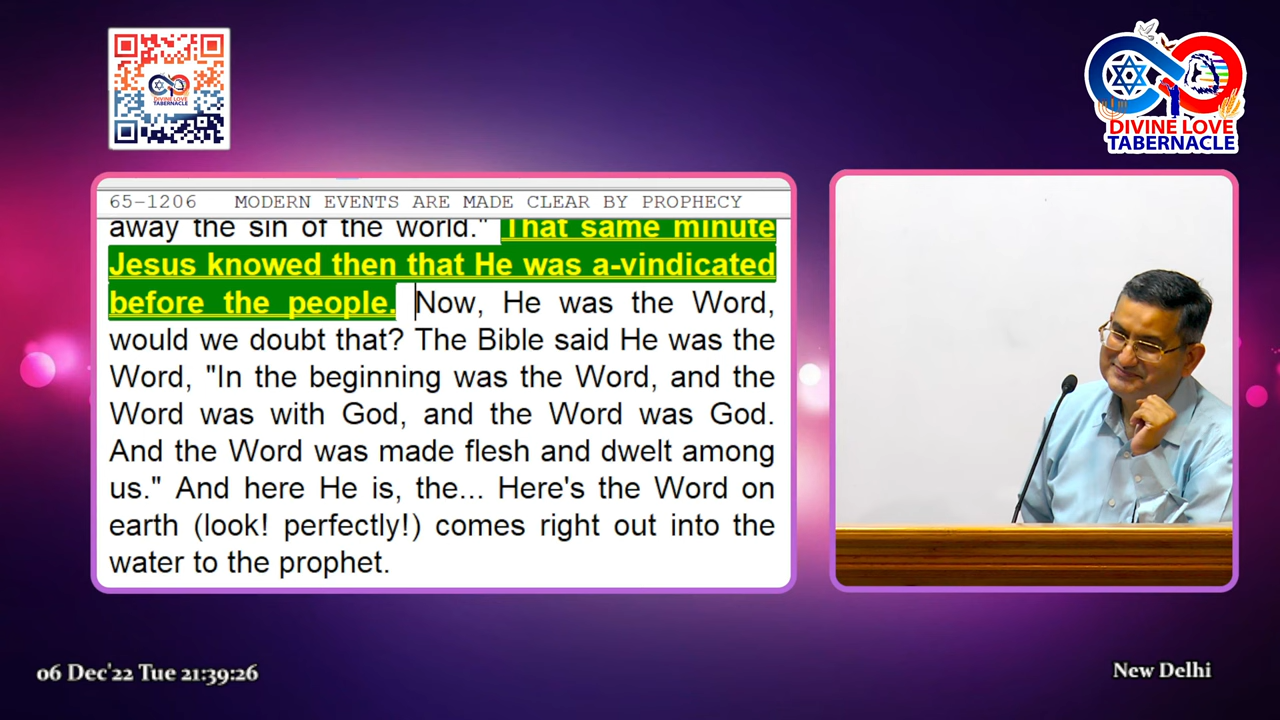 DIVINE LOVE
TABERNACLE
DIVINE LOVE
TABERNACLE
65-1206 MODERN EVENTS ARE MADE CLEAR BY PROPHECY
away the sin of the world." That same minute
Jesus knowed then that He was a-vindicated
before the people. Now, He was the Word,
would we doubt that? The Bible said He was the
Word, "In the beginning was the Word, and the
Word was with God, and the Word was God.
And the Word was made flesh and dwelt among
us." And here He is, the... Here's the Word on
earth (look! perfectly!) comes right out into the
water to the prophet.
06 Dec'22 Tue 21:39:26
New Delhi